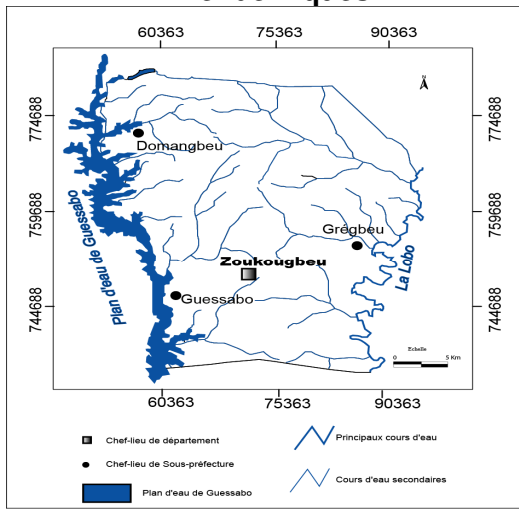 60363 75363 90363
N
774688 774688
Domangbeu
759688 759688
Plan d'eau de Guessabo
Grégbeu
La Lobo
Zoukougbeu
Guessabo
744688 744688
Echelle
0 5 Km
60363 75363 90363
Chef-lieu de département
Principaux cours d'eau
Chef-lieu de Sous-préfecture
Cours d'eau secondaires
Plan d'eau de Guessabo